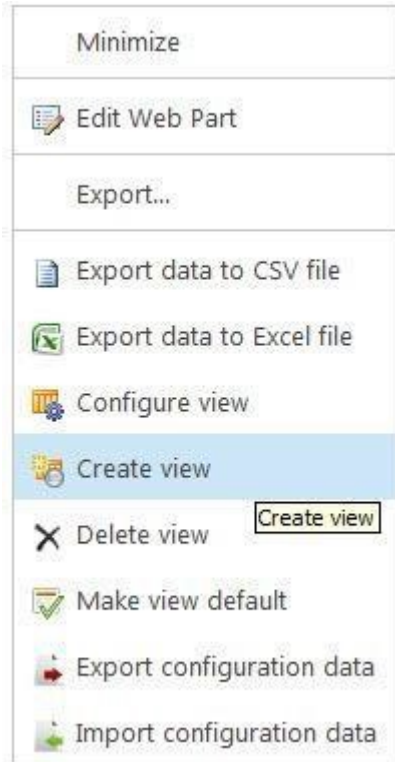 Minimize
Edit Web Part
Export...
Export data to CSV file
Export data to Excel file
Configure view
Create view
Create view
Delete view
Make view default
Export configuration data
Import configuration data